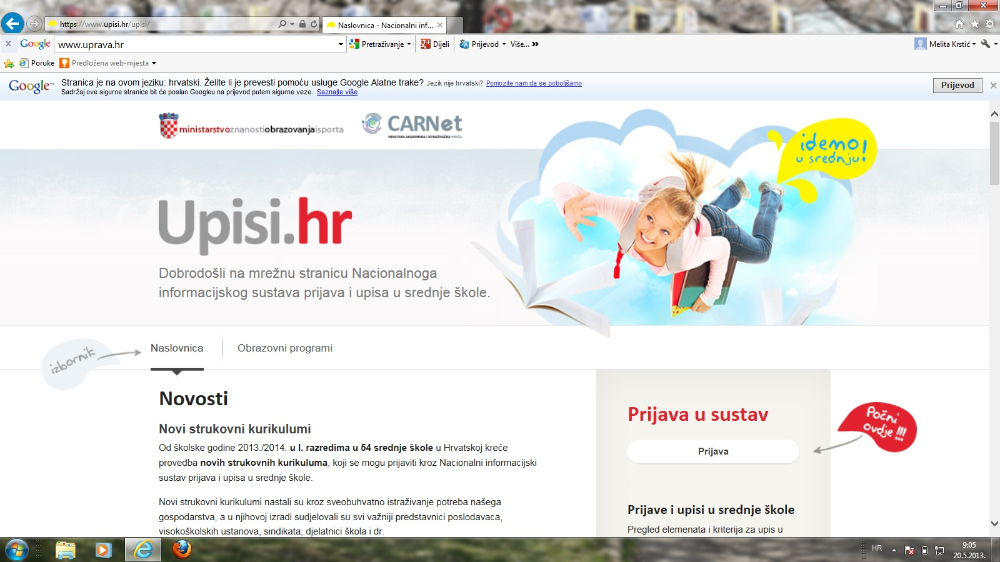 https://www.upisi.hr/upisi/
Naslovnica - Nacionalni inf...
Google
www.uprava.hr
Pretraživanje
Dijeli
Prijevod
Više...
Melita Krstić
Poruke
Predložena web-mjesta
Google
Stranica je na ovom jeziku: hrvatski. Želite li je prevesti pomoću usluge Google Alatne trake? Jezik nije hrvatski? Pomozite nam da se poboljšamo
Sadržaj ove sigurne stranice bit će poslan Googleu na prijevod putem sigurne veze. Saznajte više
Prijevod
ministarstvoznanostiobrazovanjaisporta
CARNet
HRVATSKA AKADEMSKA I ISTRAŽIVAČKA MREŽA
idemo
u srednju!
Upisi.hr
Dobrodošli na mrežnu stranicu Nacionalnoga
informacijskog sustava prijava i upisa u srednje škole.
izbornik
Naslovnica
Obrazovni programi
Novosti
Novi strukovni kurikulumi
Od školske godine 2013./2014. u I. razredima u 54 srednje škole u Hrvatskoj kreće
provedba novih strukovnih kurikuluma, koji se mogu prijaviti kroz Nacionalni informacijski
sustav prijava i upisa u srednje škole.
Novi strukovni kurikulumi nastali su kroz sveobuhvatno istraživanje potreba našega
gospodarstva, a u njihovoj izradi sudjelovali su svi važniji predstavnici poslodavaca,
visokoškolskih ustanova, sindikata, djelatnici škola i dr.
Prijava u sustav
Prijava
Počni
ovdje !!!
Prijave i upisi u srednje škole
Pregled elemenata i kriterija za upis u
HR
9:05
20.5.2013.